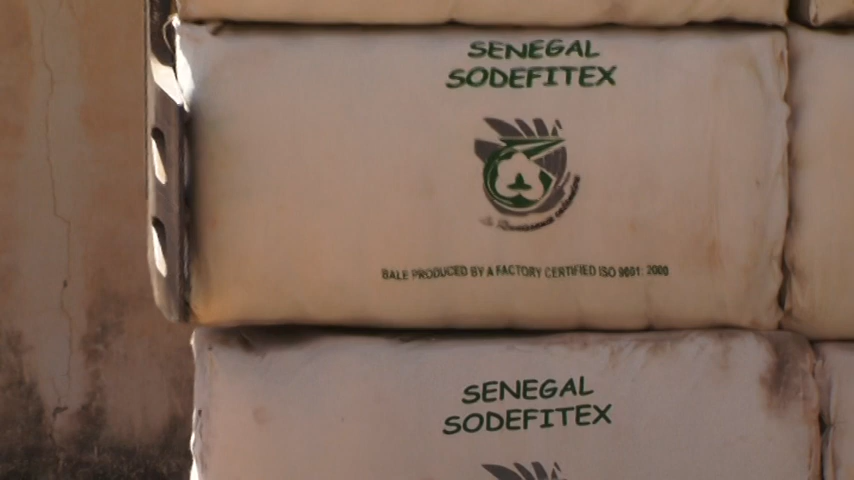 SENEGAL
SODEFITEX
BALE PRODUCED BY A FACTORY CERTIFIED ISO 9001: 2000
SENEGAL
SODEFITEX